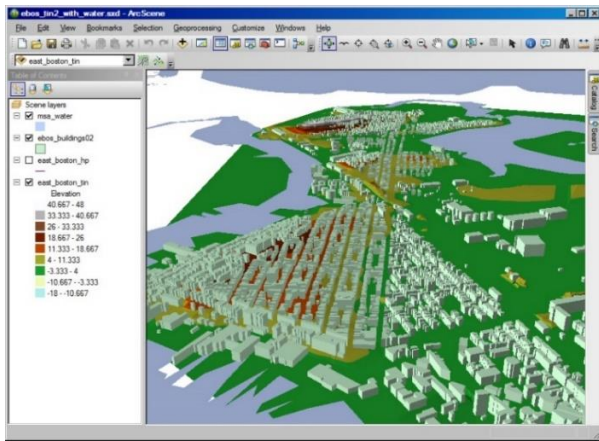 ebos_tin2_with_water.sxd - ArcScene
File Edit View Bookmarks Selection Geoprocessing Customize Windows Help
east_boston_tin
Table of Contents
Scene layers
msa_water
ebos_buildings02
east_boston_hp
east_boston_tin
Elevation
40.667 - 48
33.333 - 40.667
26 - 33.333
18.667 - 26
11.333 - 18.667
4 - 11.333
-3.333 - 4
-10.667 - -3.333
-18 - -10.667
Catalog
Search